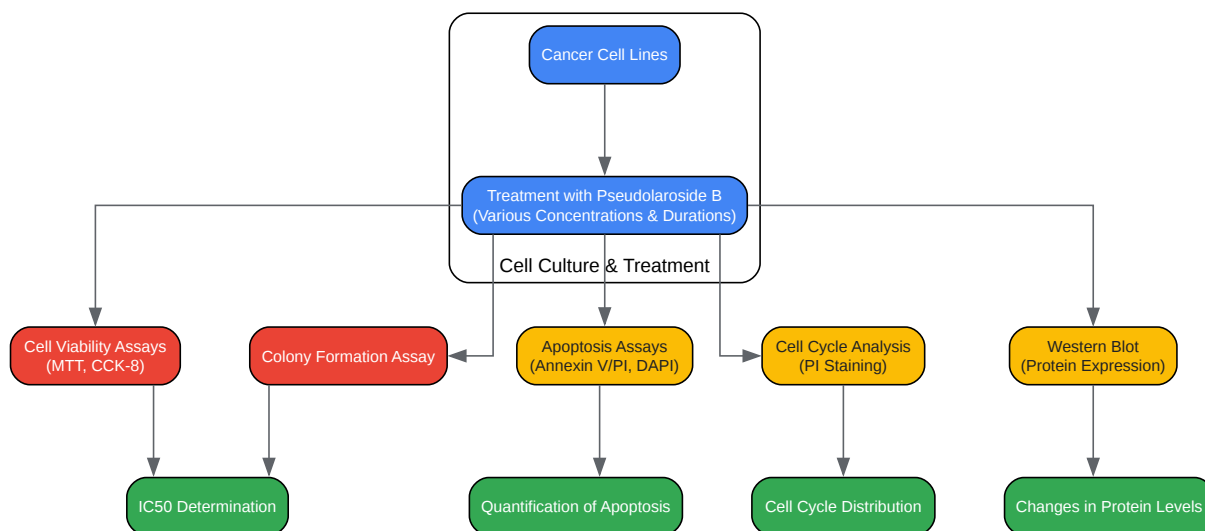 Cancer Cell Lines
Treatment with Pseudolaroside B
(Various Concentrations & Durations)
Cell Culture & Treatment
Cell Viability Assays
(MTT, CCK-8)
Colony Formation Assay
Apoptosis Assays
(Annexin V/PI, DAPI)
Cell Cycle Analysis
(PI Staining)
Western Blot
(Protein Expression)
IC50 Determination
Quantification of Apoptosis
Cell Cycle Distribution
Changes in Protein Levels